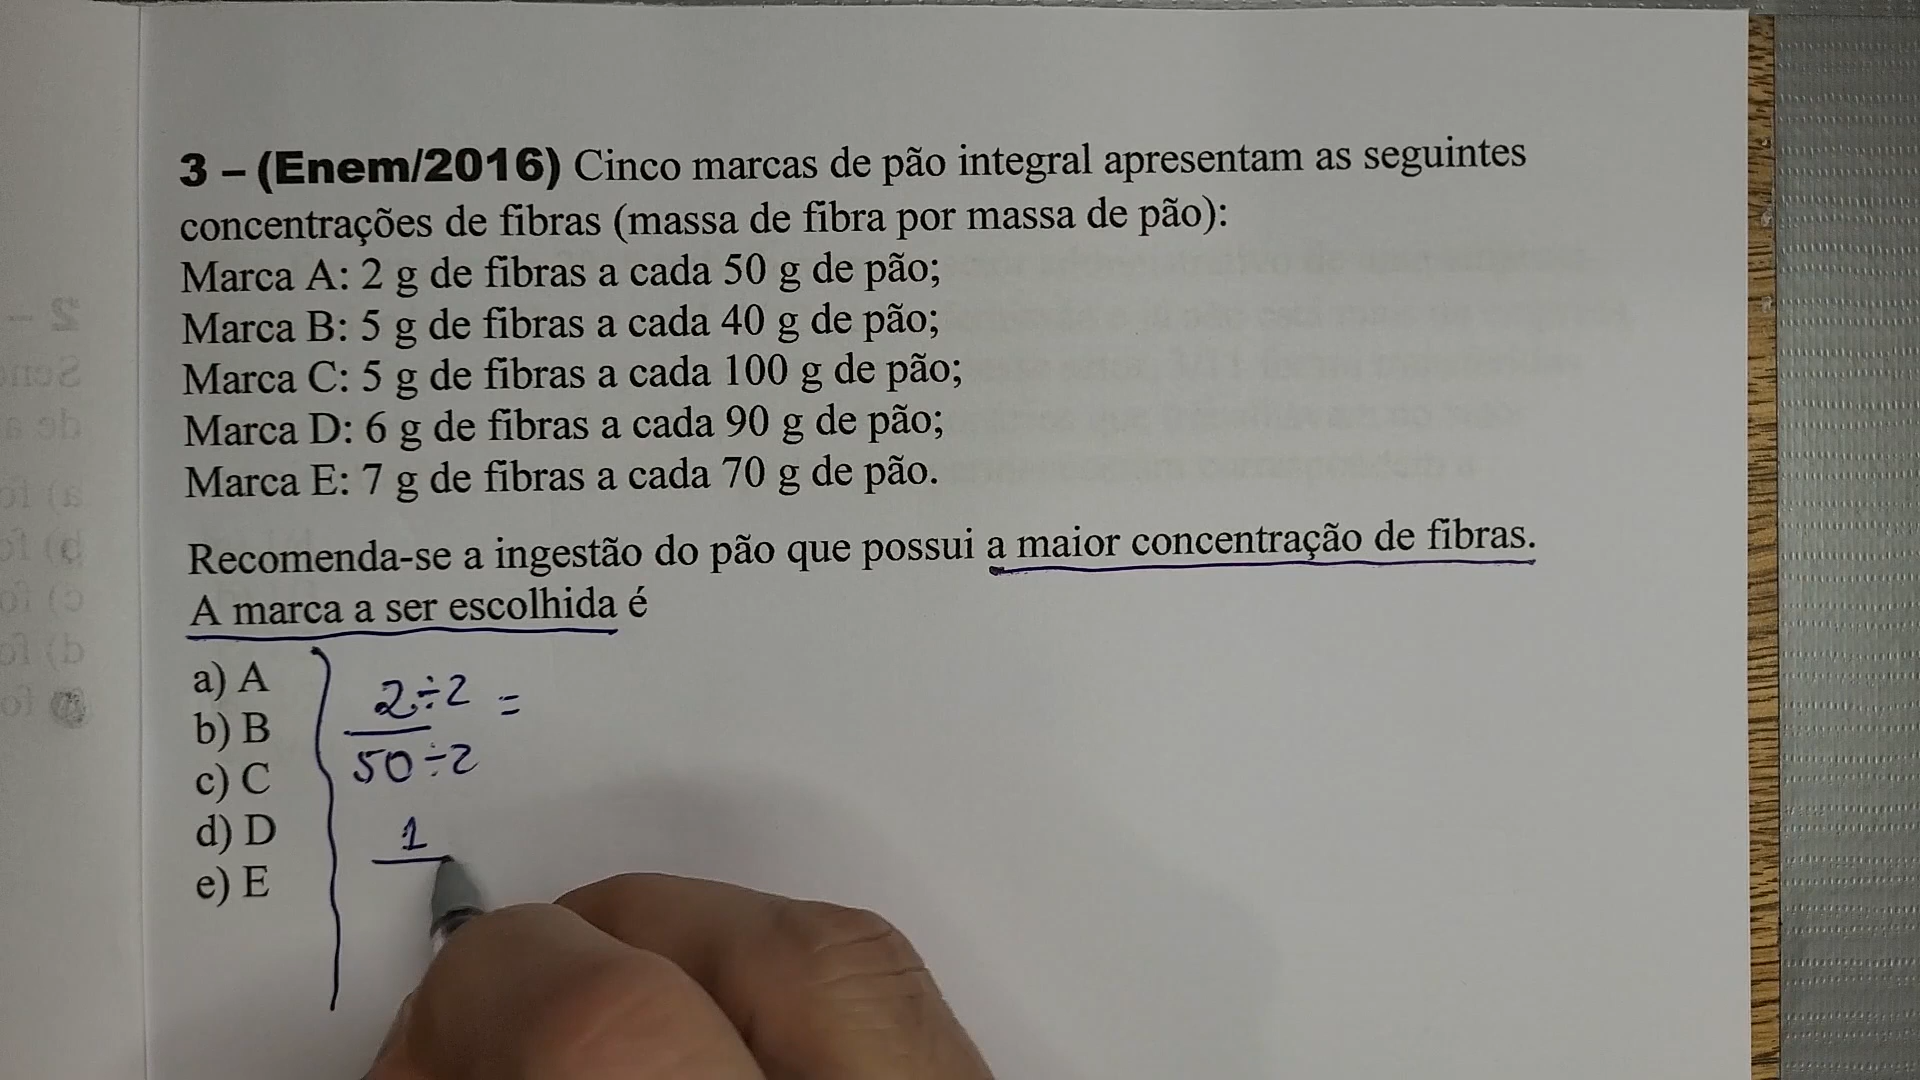 3 – (Enem/2016) Cinco marcas de pão integral apresentam as seguintes
concentrações de fibras (massa de fibra por massa de pão):
Marca A: 2 g de fibras a cada 50 g de pão;
Marca B: 5 g de fibras a cada 40 g de pão;
Marca C: 5 g de fibras a cada 100 g de pão;
Marca D: 6 g de fibras a cada 90 g de pão;
Marca E: 7 g de fibras a cada 70 g de pão.
Recomenda-se a ingestão do pão que possui a maior concentração de fibras.
A marca a ser escolhida é
a) A
b) B
c) C
d) D
e) E
2÷2 =
50÷2
1